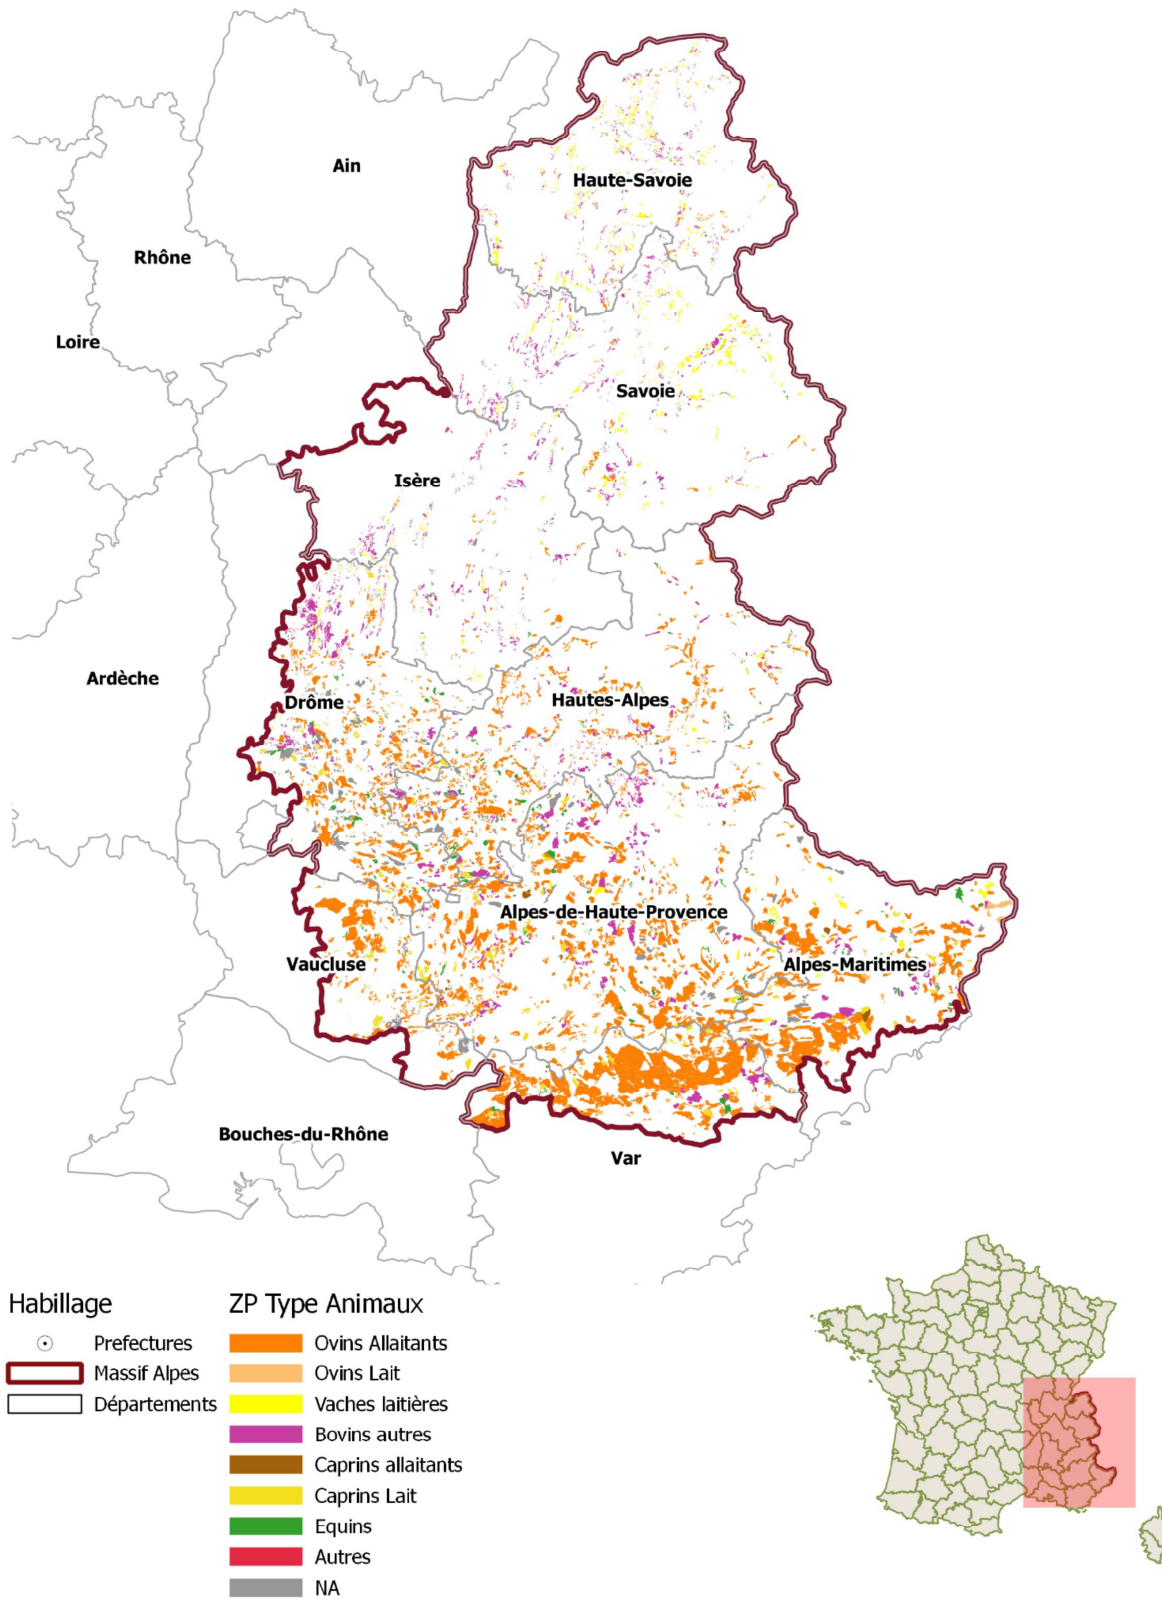 Ain
Haute-Savoie
Rhône
Loire
Savoie
Isère
Ardèche
Drôme
Hautes-Alpes
Alpes-de-Haute-Provence
Vaucluse
Alpes-Maritimes
Bouches-du-Rhône
Var
Habillage
Prefectures
Massif Alpes
Départements
ZP Type Animaux
Ovins Allaitants
Ovins Lait
Vaches laitières
Bovins autres
Caprins allaitants
Caprins Lait
Equins
Autres
NA